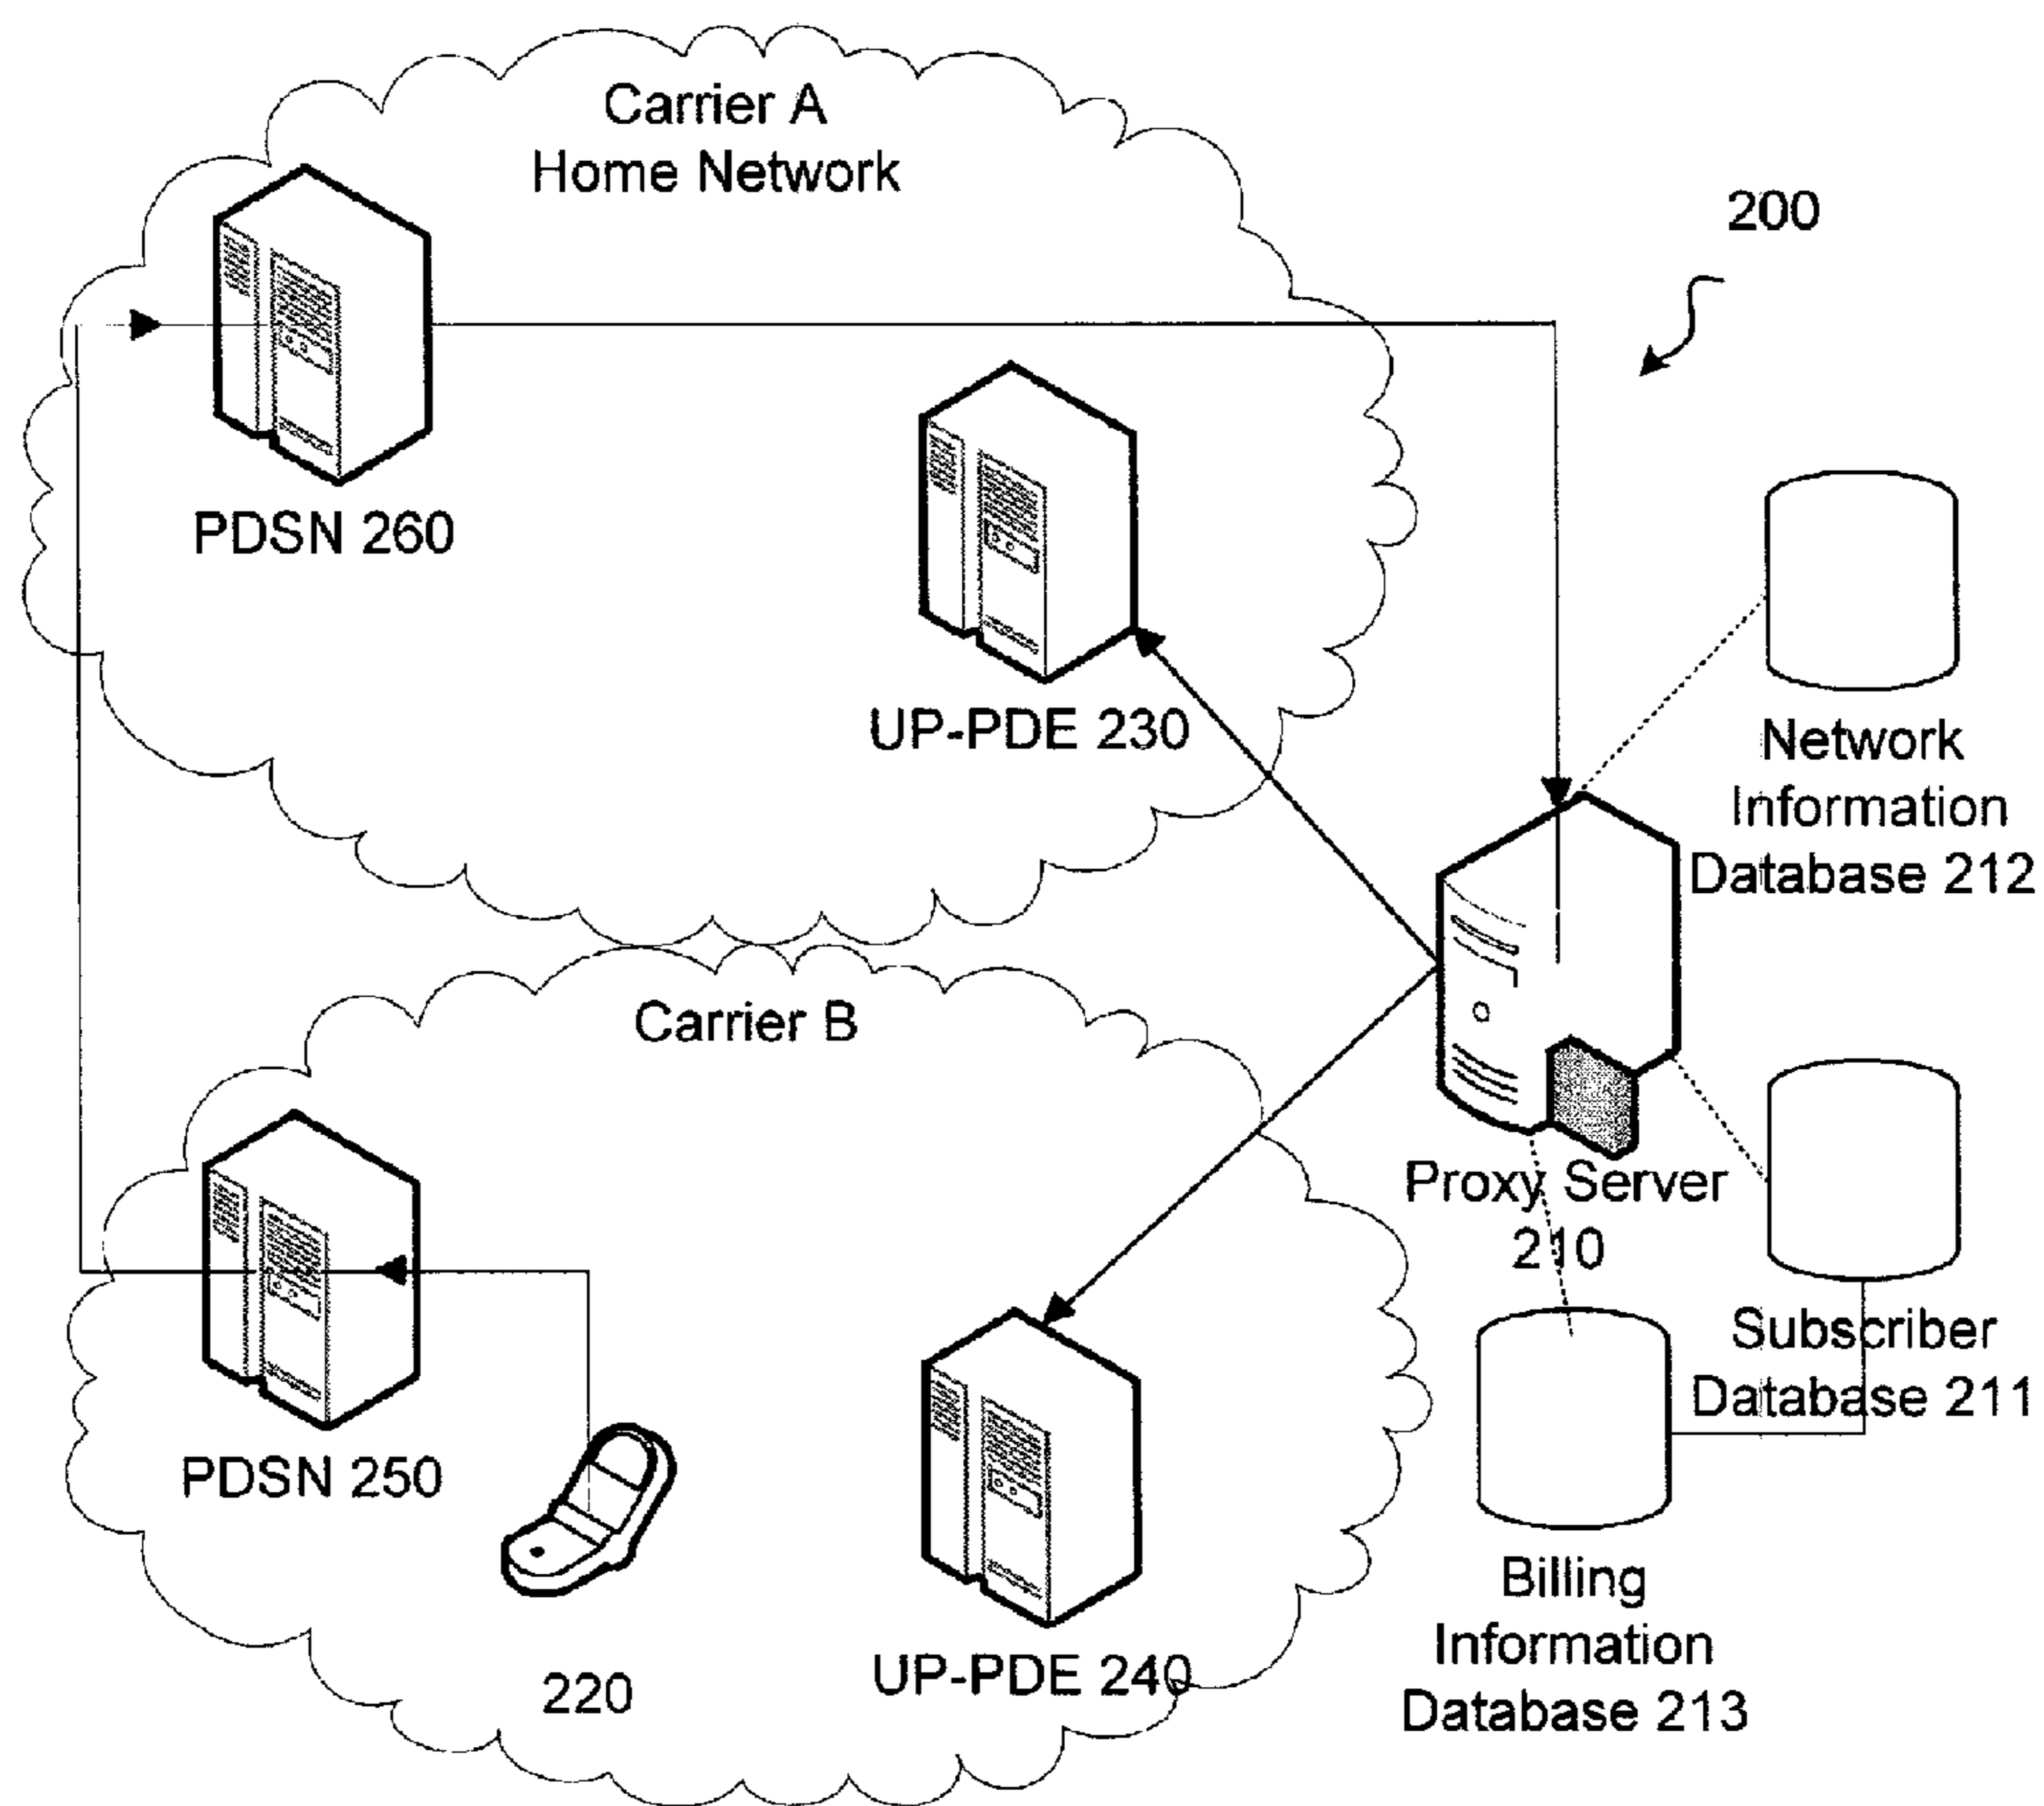 Carrier A
Home Network
200
PDSN 260
UP-PDE 230
Network
Information
Database 212
Carrier B
Proxy Server
210
Subscriber
Database 211
PDSN 250
220
UP-PDE 240
Billing
Information
Database 213